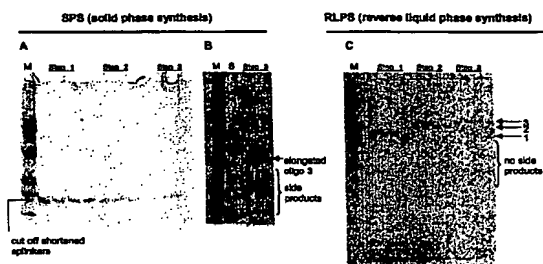 SPS (solid phase synthesis)
RLPS (reverse liquid phase synthesis)
A
M
Step 1
Step 2
Step 3
B
M S Step 3
C
M
Step 1
Step 2
Step 3
elongated
oligo 3
side
products
cut off shortened
splinkers
3
2
1
no side
products